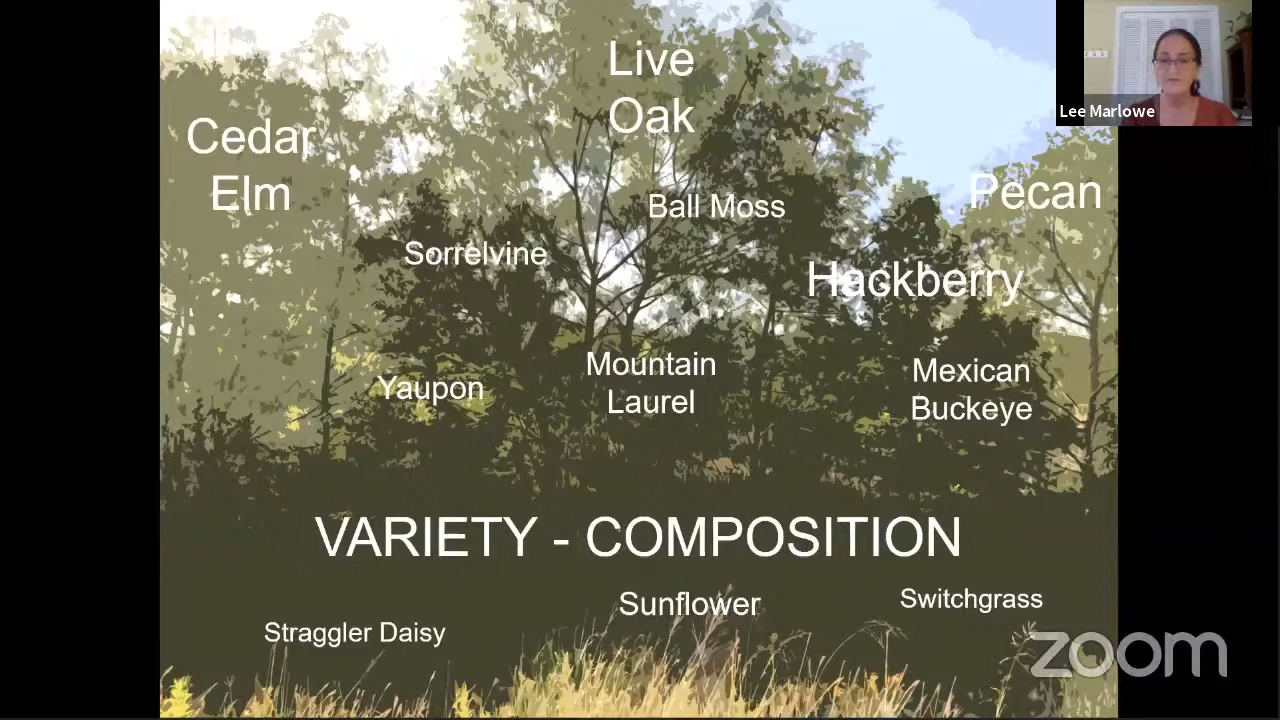 Live
Oak
Lee Marlowe
Cedar
Elm
Pecan
Ball Moss
Sorrelvine
Hackberry
Mountain
Laurel
Yaupon
Mexican
Buckeye
VARIETY - COMPOSITION
Sunflower
Switchgrass
Straggler Daisy
zoom